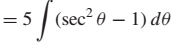 = 5 ∫ (sec² θ − 1) dθ